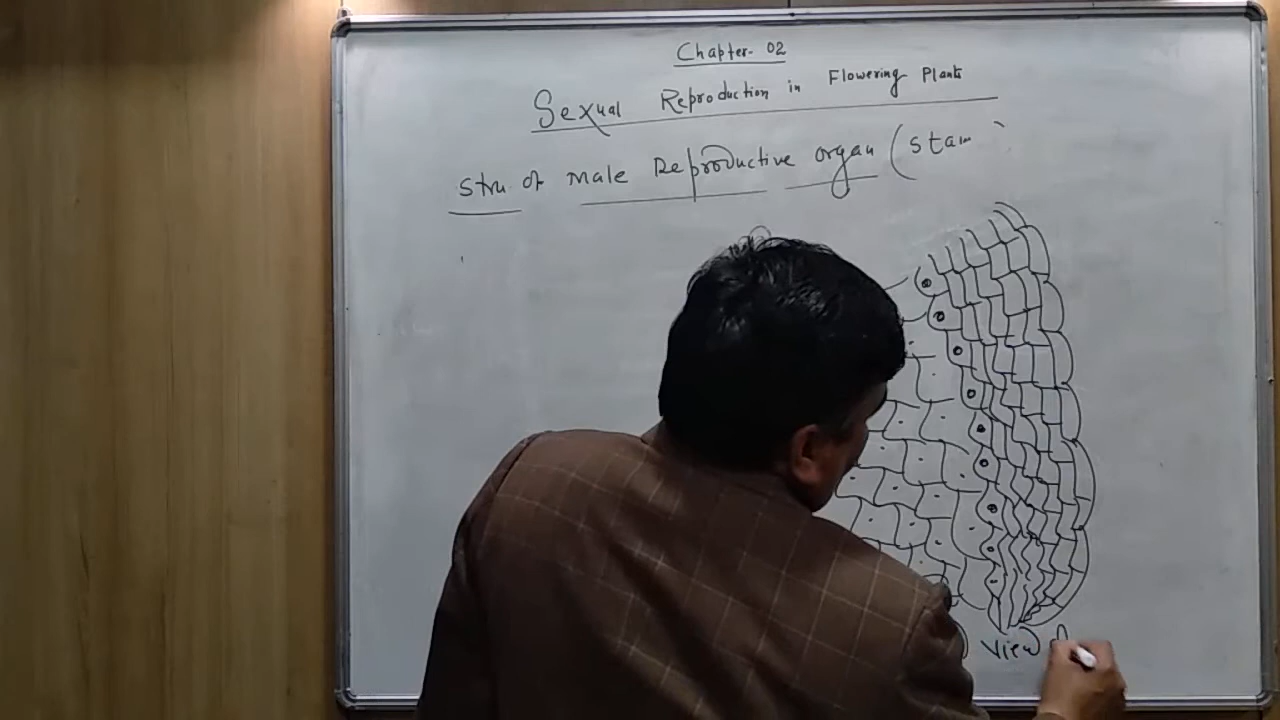 Chapter- 02
Sexual Reproduction in Flowering Plants
Stru. of Male Reproductive organ (Stam
) View